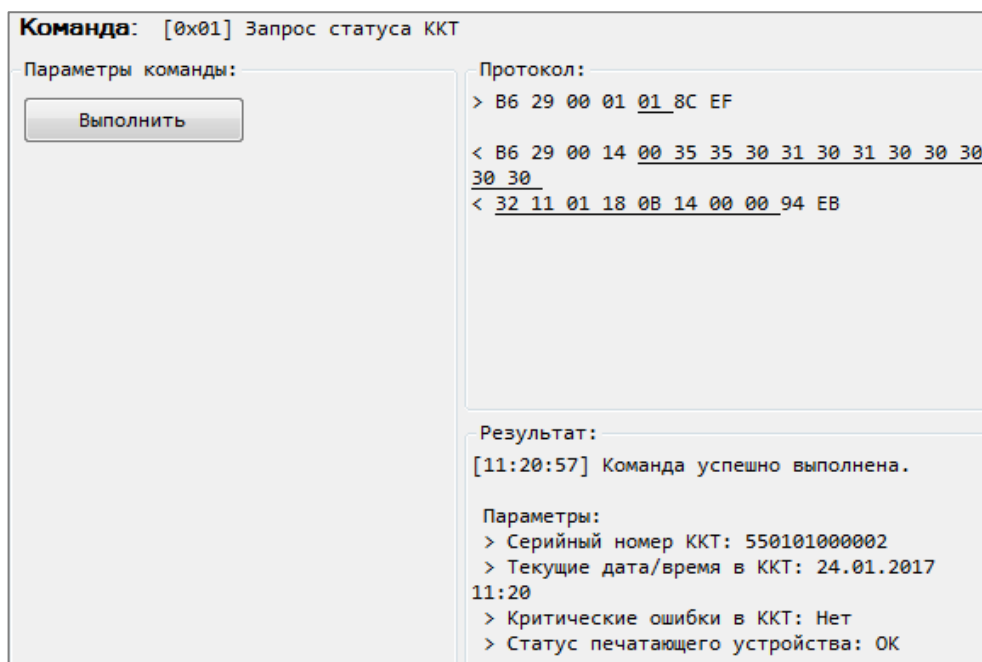 Команда: [0x01] Запрос статуса ККТ
Параметры команды:
Выполнить
Протокол:
> B6 29 00 01 01 8C EF
< B6 29 00 14 00 35 35 30 31 30 31 30 30 30
30 30
< 32 11 01 18 0B 14 00 00 94 EB
Результат:
[11:20:57] Команда успешно выполнена.
Параметры:
> Серийный номер ККТ: 550101000002
> Текущие дата/время в ККТ: 24.01.2017
11:20
> Критические ошибки в ККТ: Нет
> Статус печатающего устройства: ОК